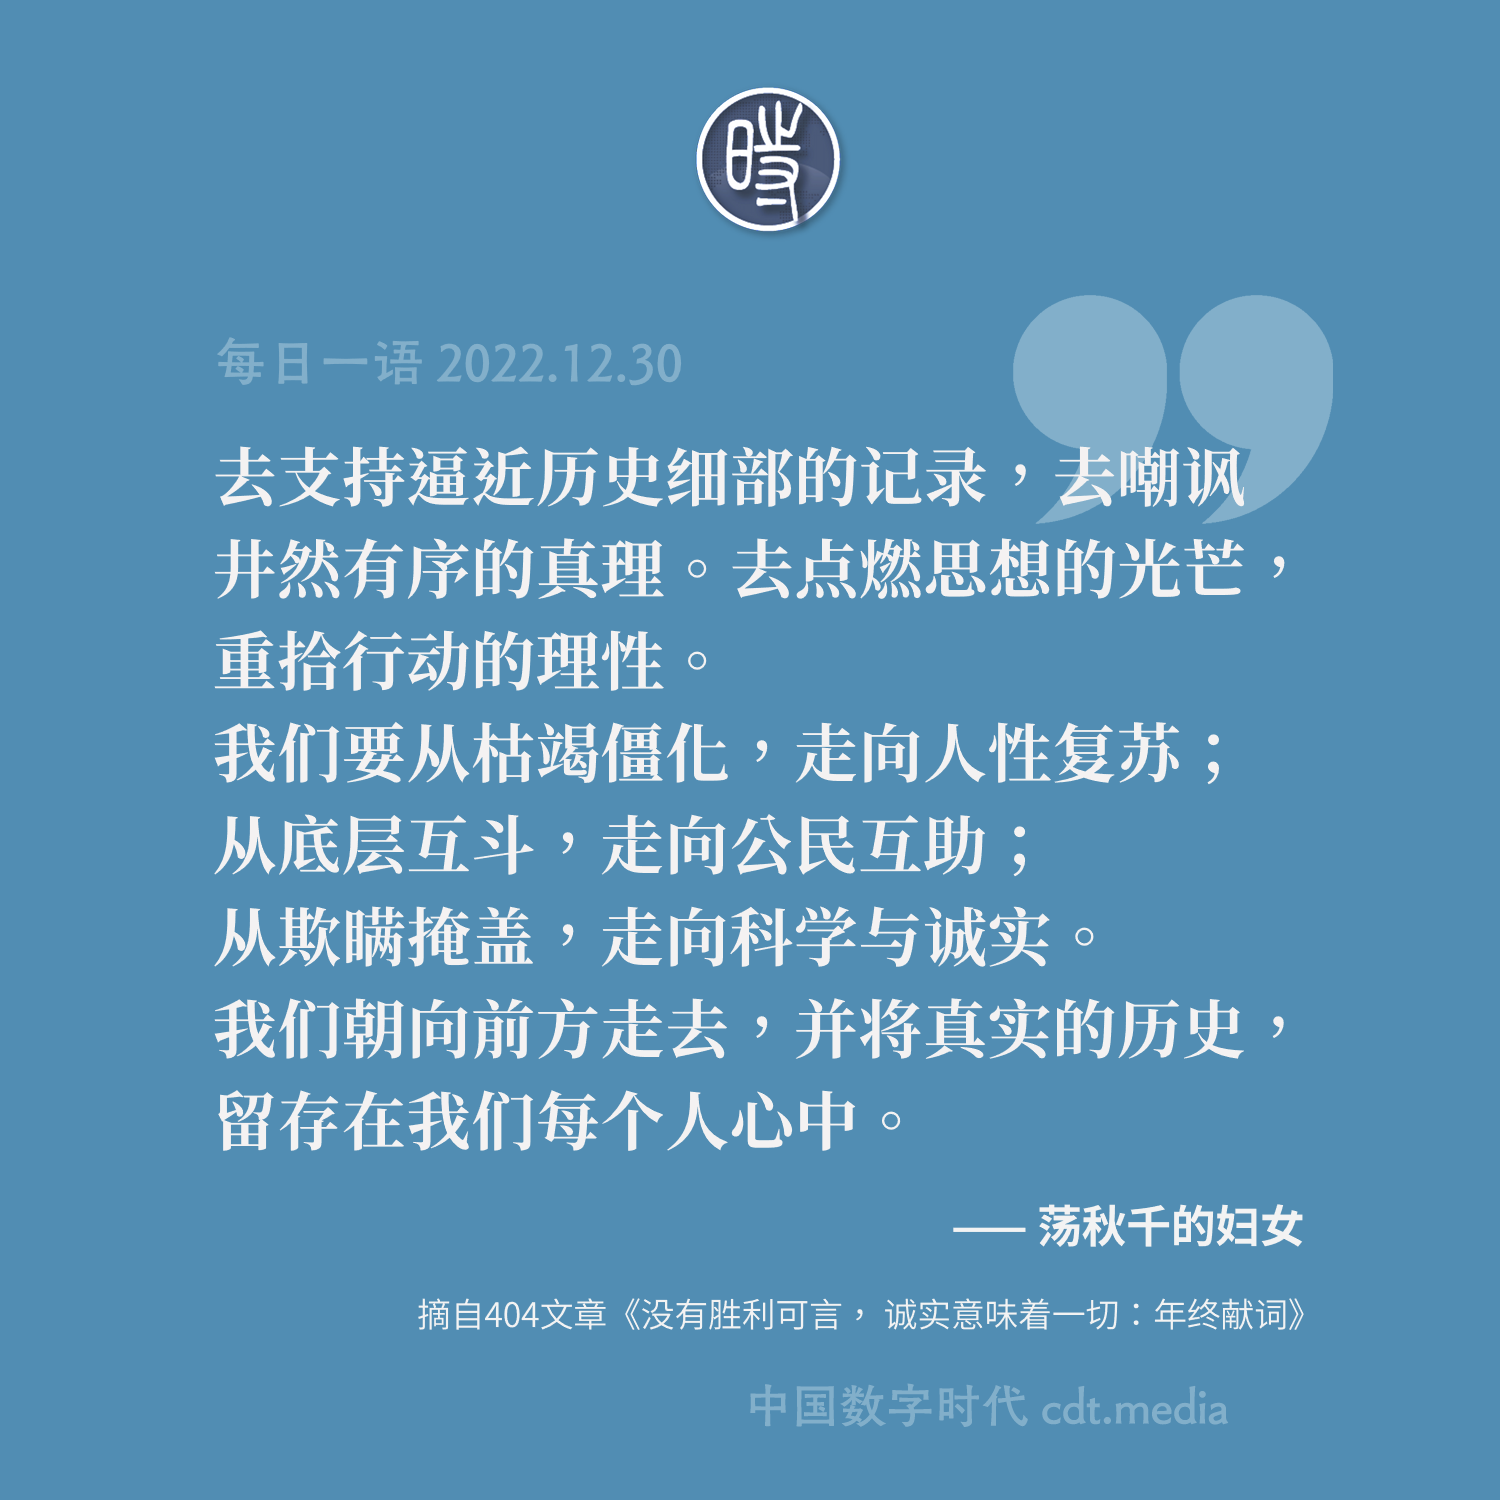 時
每日一语 2022.12.30
去支持逼近历史细部的记录，去嘲讽
井然有序的真理。去点燃思想的光芒，
重拾行动的理性。
我们要从枯竭僵化，走向人性复苏；
从底层互斗，走向公民互助；
从欺瞒掩盖，走向科学与诚实。
我们朝向前方走去，并将真实的历史，
留存在我们每个人心中。
—— 荡秋千的妇女
摘自404文章《没有胜利可言， 诚实意味着一切：年终献词》
中国数字时代 cdt.media